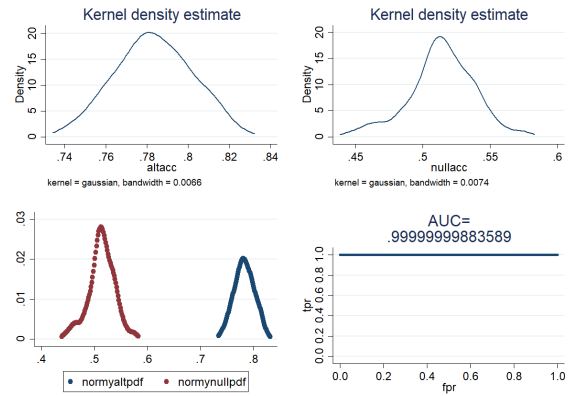 Kernel density estimate
Density
0 5 10 15 20
.74 .76 .78 .8 .82 .84
altacc
kernel = gaussian, bandwidth = 0.0066
Kernel density estimate
Density
0 5 10 15 20
.45 .5 .55 .6
nullacc
kernel = gaussian, bandwidth = 0.0074
0 .01 .02 .03
.4 .5 .6 .7 .8
normyaltpdf normynullpdf
AUC=
.99999999883589
tpr
0.0 0.2 0.4 0.6 0.8 1.0
0.0 0.2 0.4 0.6 0.8 1.0
fpr